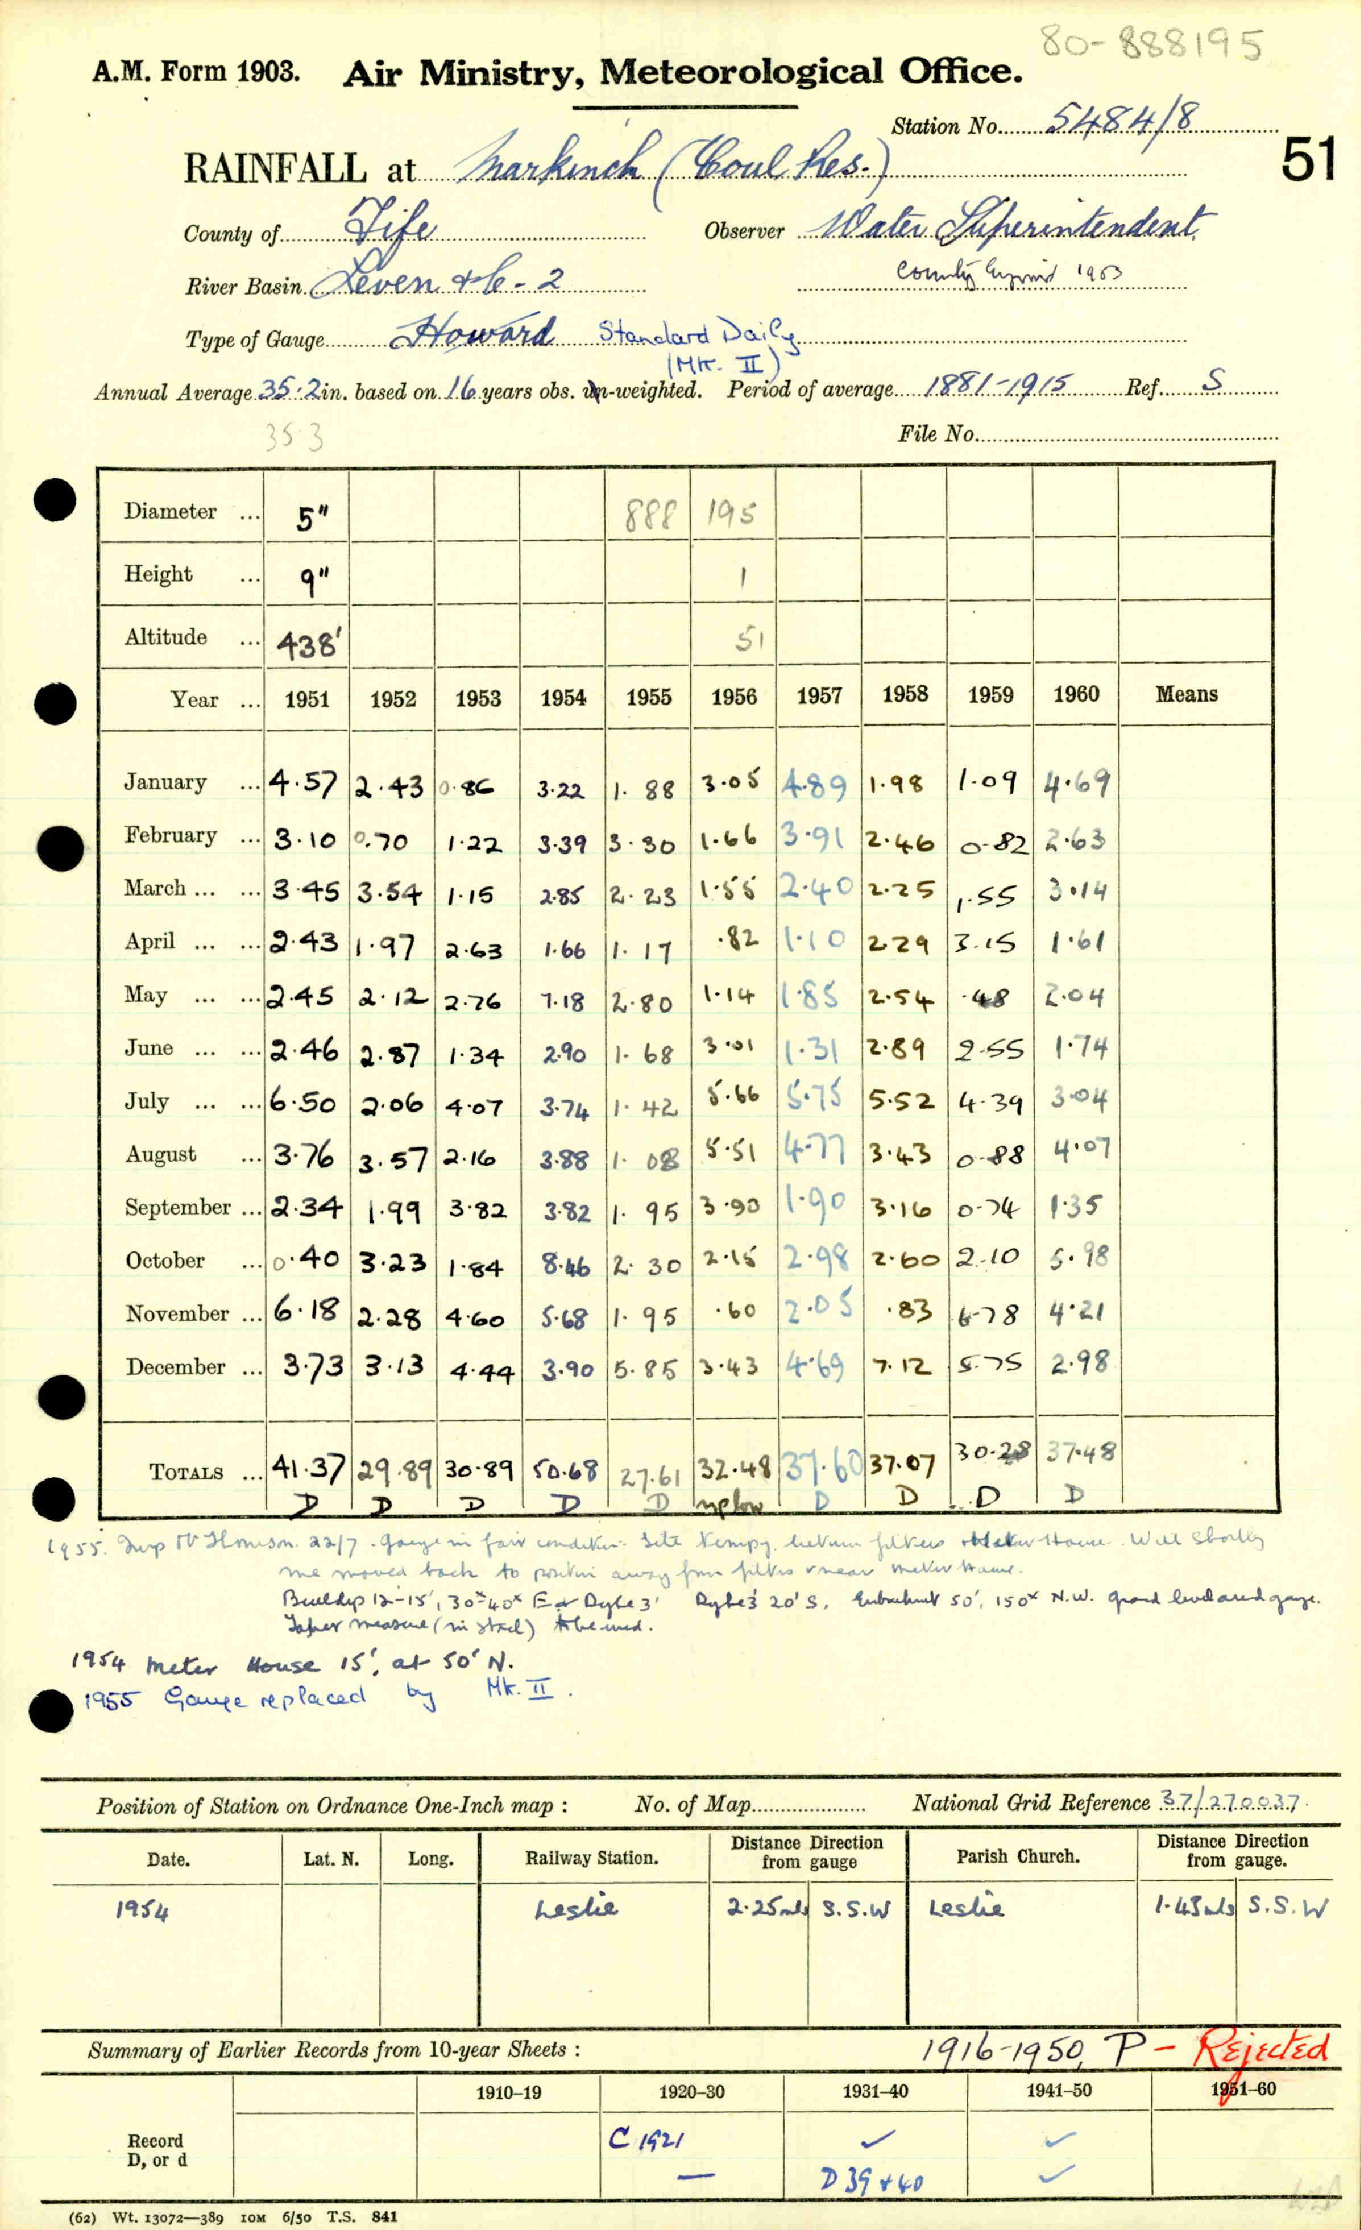 80-888195
A.M. Form 1903. Air Ministry, Meteorological Office.
Station No. 5484/8
51
RAINFALL at Markinch (Coul Res.)
County of Fife Observer Water Superintendent.
River Basin Leven &c - 2 County Engineer 1953
Type of Gauge Howard Standard Daily
(Mk. II)
Annual Average 35.2 in. based on 16 years obs. un-weighted. Period of average 1881-1915 Ref. S
35.3 File No.
Diameter ... 5" 888 195
Height ... 9" 1
Altitude ... 438' 51
Year ... 1951 1952 1953 1954 1955 1956 1957 1958 1959 1960 Means
January ... 4.57 2.43 0.86 3.22 1.88 3.05 4.89 1.98 1.09 4.69
February ... 3.10 0.70 1.22 3.39 3.30 1.66 3.91 2.46 0.82 2.63
March ... ... 3.45 3.54 1.15 2.85 2.23 1.55 2.40 2.25 1.55 3.14
April ... ... 2.43 1.97 2.63 1.66 1.17 .82 1.10 2.29 3.15 1.61
May ... ... 2.45 2.12 2.76 7.18 2.80 1.14 1.85 2.54 .48 2.04
June ... ... 2.46 2.87 1.34 2.90 1.68 3.01 1.31 2.89 2.55 1.74
July ... ... 6.50 2.06 4.07 3.74 1.42 5.66 5.75 5.52 4.39 3.04
August ... 3.76 3.57 2.16 3.88 1.08 5.51 4.77 3.43 0.88 4.07
September ... 2.34 1.99 3.82 3.82 1.95 3.90 1.90 3.16 0.74 1.35
October ... 0.40 3.23 1.84 8.46 2.30 2.15 2.98 2.60 2.10 5.98
November ... 6.18 2.28 4.60 5.68 1.95 .60 2.05 .83 6.78 4.21
December ... 3.73 3.13 4.44 3.90 5.85 3.43 4.69 7.12 5.75 2.98
TOTALS ... 41.37 29.89 30.89 50.68 27.61 32.48 37.60 37.07 30.28 37.48
D D D D D D D D D
1955. Insp 22/7. gauge in fair condition. Site between filters Meter House. Will shortly
moved back to position away from filters near meter House.
Buildup 12-15', 30x-40x E Dyke 3' Dyke 3' 20' S, 50', 150x N.W. gauge.
measure (in stock) to be used.
1954 Meter House 15', at 50' N.
1955 Gauge replaced by Mk. II.
Position of Station on Ordnance One-Inch map : No. of Map National Grid Reference 37/270037
Date. Lat. N. Long. Railway Station. Distance Direction from gauge Parish Church. Distance Direction from gauge.
1954 Leslie 2.25 mls S.S.W Leslie 1.45 mls S.S.W
Summary of Earlier Records from 10-year Sheets : 1916-1950, P - Rejected
1910–19 1920–30 1931–40 1941–50 1951–60
Record C 1921 ✓ ✓
D, or d — D 39 + 40 ✓
(62) Wt. 13072—389 10M 6/50 T.S. 841